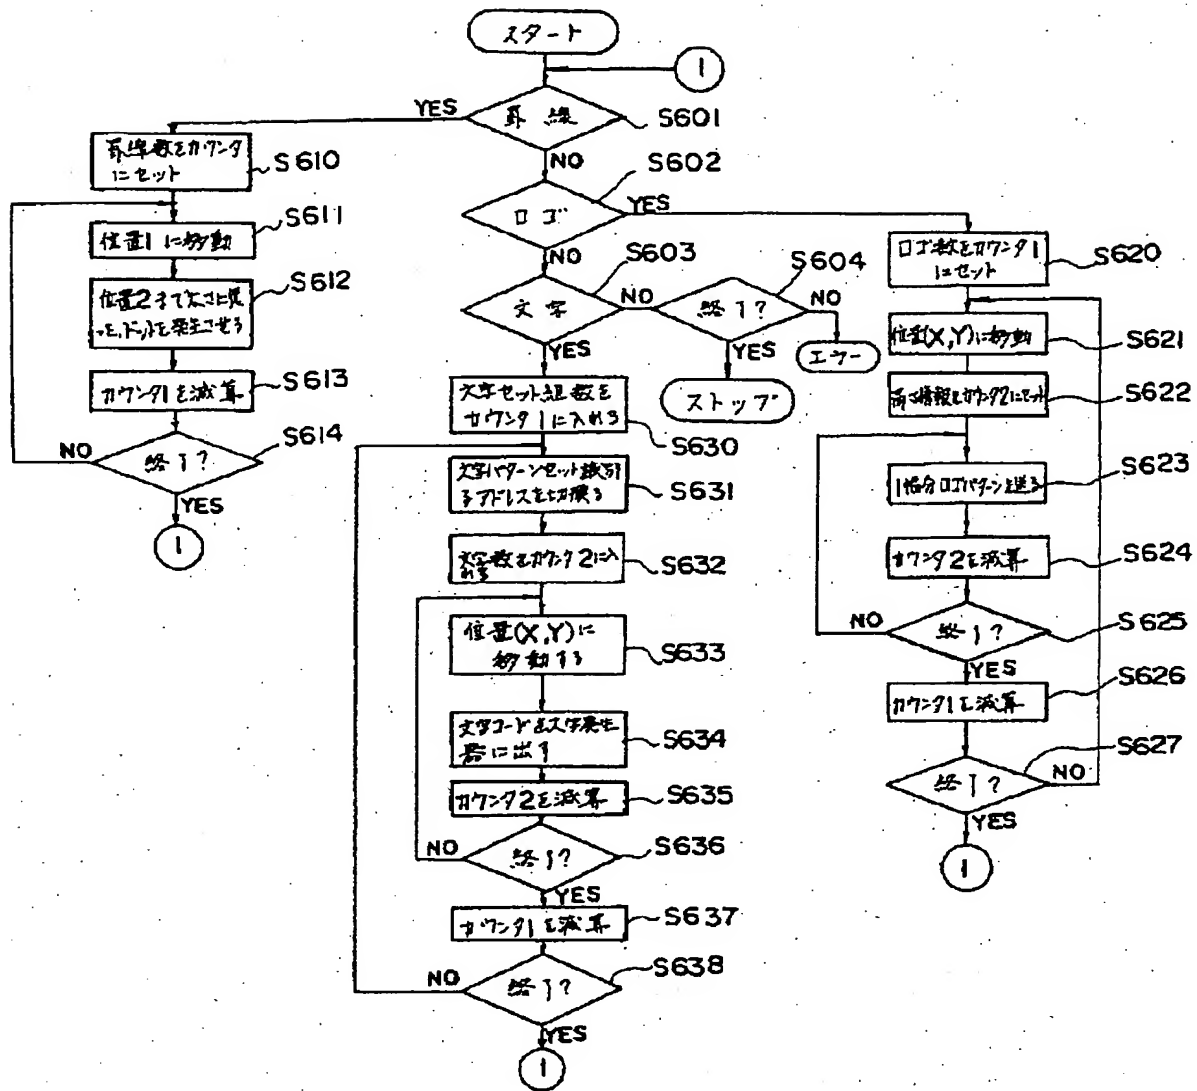 スタート
1
罫線
YES
S601
NO
罫線数をカウンタ
にセット
S610
位置1に移動
S611
位置2まで太さに従
った、ドットを発生させる
S612
カウンタ1を減算
S613
終了?
S614
NO
YES
1
ロゴ
S602
YES
NO
文字
S603
NO
YES
終了?
S604
NO
エラー
YES
ストップ
ロゴ数をカウンタ1
にセット
S620
位置(X,Y)に移動
S621
高さ情報をカウンタ2にセット
S622
1幅分ロゴパターンを送る
S623
カウンタ2を減算
S624
終了?
S625
NO
YES
カウンタ1を減算
S626
終了?
S627
NO
YES
1
文字セット組数を
カウンタ1に入れる
S630
文字パターンセット
アドレスを切換る
S631
文字数をカウンタ2に入
れる
S632
位置(X,Y)に
移動する
S633
文字コードを文字発生
器に出す
S634
カウンタ2を減算
S635
終了?
S636
NO
YES
カウンタ1を減算
S637
終了?
S638
NO
YES
1